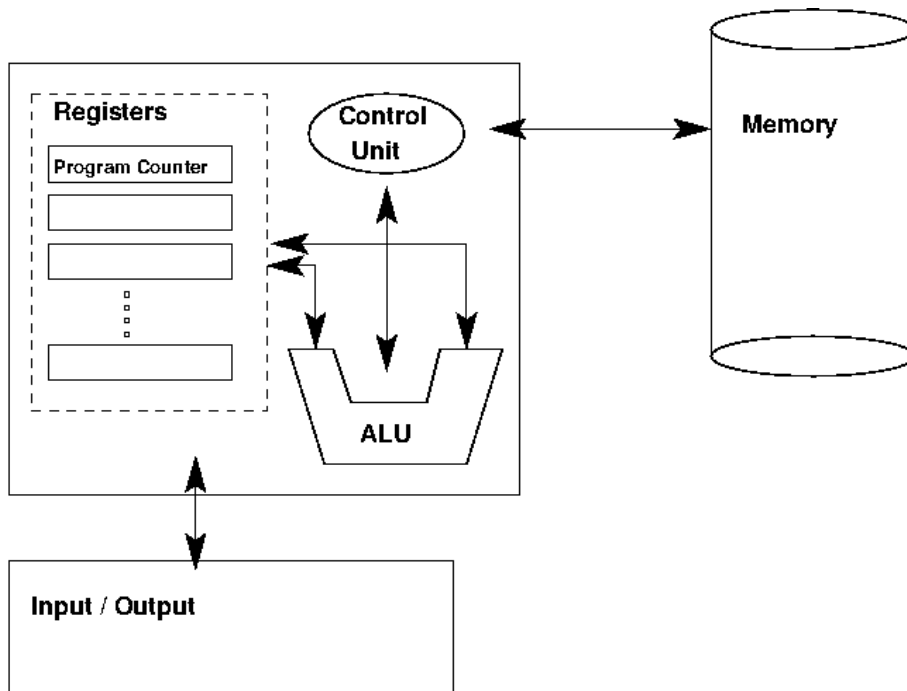 Registers
Program Counter
Control
Unit
Memory
ALU
Input / Output